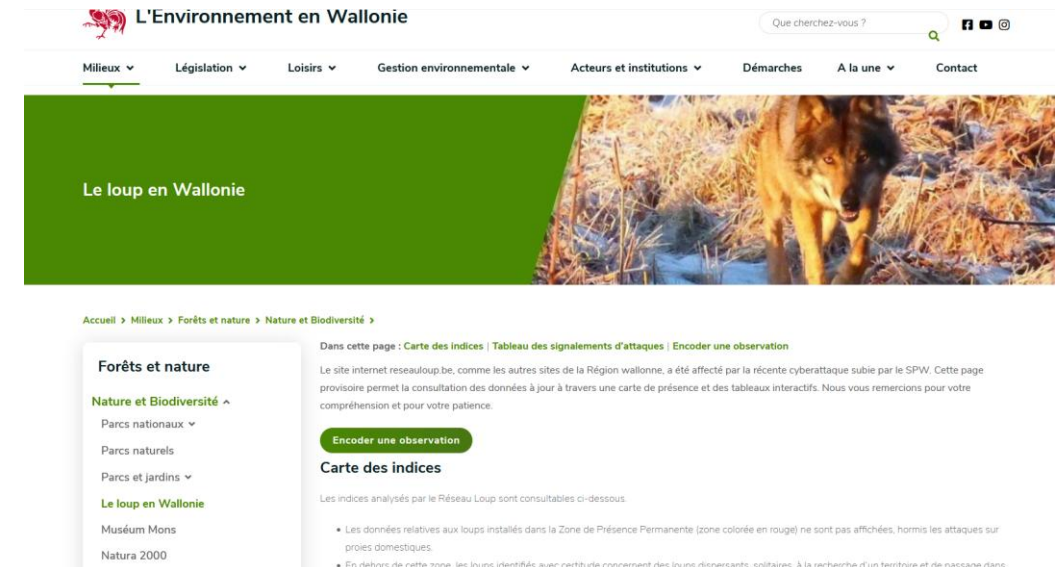 L'Environnement en Wallonie
Que cherchez-vous ?
Milieux
Législation
Loisirs
Gestion environnementale
Acteurs et institutions
Démarches
A la une
Contact
Le loup en Wallonie
Accueil > Milieux > Forêts et nature > Nature et Biodiversité >
Forêts et nature
Nature et Biodiversité
Parcs nationaux
Parcs naturels
Parcs et jardins
Le loup en Wallonie
Muséum Mons
Natura 2000
Dans cette page : Carte des indices | Tableau des signalements d'attaques | Encoder une observation
Le site internet reseauloup.be, comme les autres sites de la Région wallonne, a été affecté par la récente cyberattaque subie par le SPW. Cette page
provisoire permet la consultation des données à jour à travers une carte de présence et des tableaux interactifs. Nous vous remercions pour votre
compréhension et pour votre patience.
Encoder une observation
Carte des indices
Les indices analysés par le Réseau Loup sont consultables ci-dessous.
• Les données relatives aux loups installés dans la Zone de Présence Permanente (zone colorée en rouge) ne sont pas affichées, hormis les attaques sur
proies domestiques.
• En dehors de cette zone, les loups identifiés avec certitude concernent des loups dispersants, solitaires, à la recherche d'un territoire et de passage dans